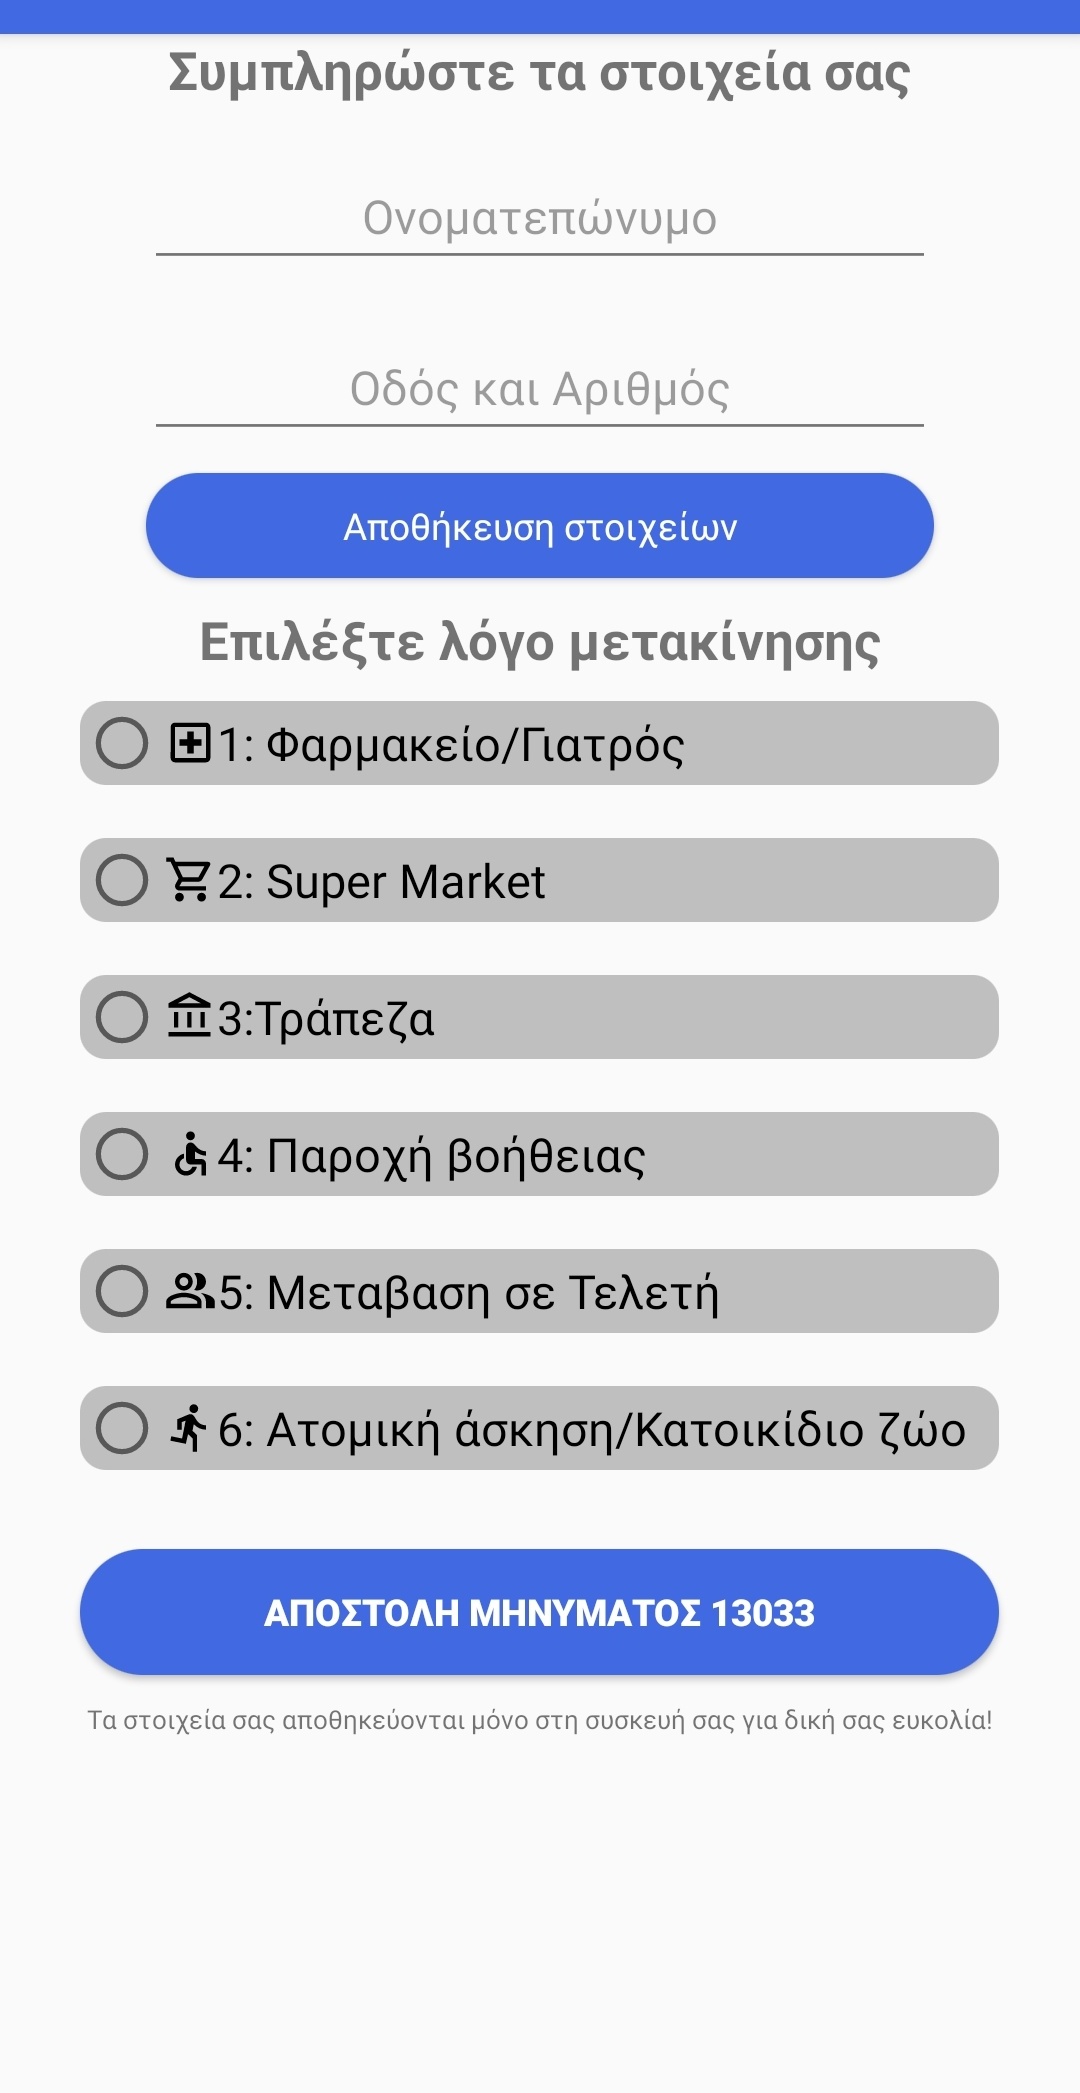 Συμπληρώστε τα στοιχεία σας
Ονοματεπώνυμο
Οδός και Αριθμός
Αποθήκευση στοιχείων
Επιλέξτε λόγο μετακίνησης
1: Φαρμακείο/Γιατρός
2: Super Market
3:Τράπεζα
4: Παροχή βοήθειας
5: Μεταβαση σε Τελετή
6: Ατομική άσκηση/Κατοικίδιο ζώο
ΑΠΟΣΤΟΛΗ ΜΗΝΥΜΑΤΟΣ 13033
Τα στοιχεία σας αποθηκεύονται μόνο στη συσκευή σας για δική σας ευκολία!